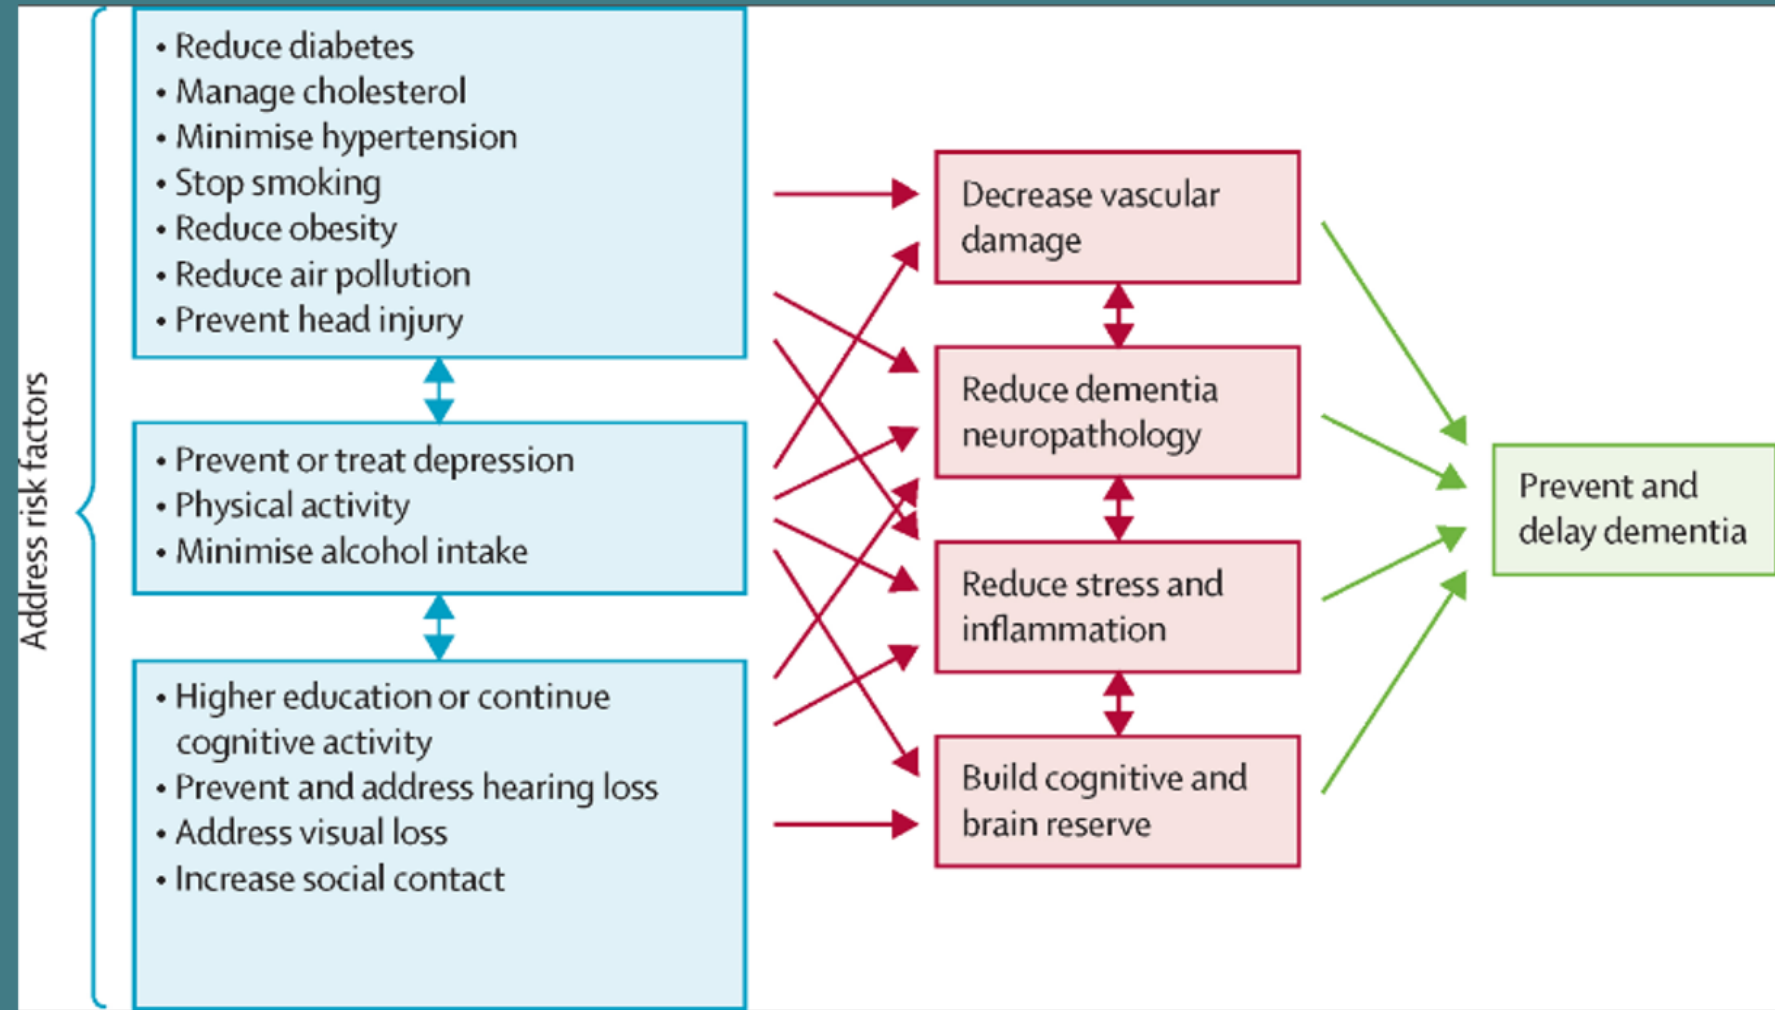 Address risk factors
• Reduce diabetes
• Manage cholesterol
• Minimise hypertension
• Stop smoking
• Reduce obesity
• Reduce air pollution
• Prevent head injury
• Prevent or treat depression
• Physical activity
• Minimise alcohol intake
• Higher education or continue
cognitive activity
• Prevent and address hearing loss
• Address visual loss
• Increase social contact
Decrease vascular
damage
Reduce dementia
neuropathology
Reduce stress and
inflammation
Build cognitive and
brain reserve
Prevent and
delay dementia